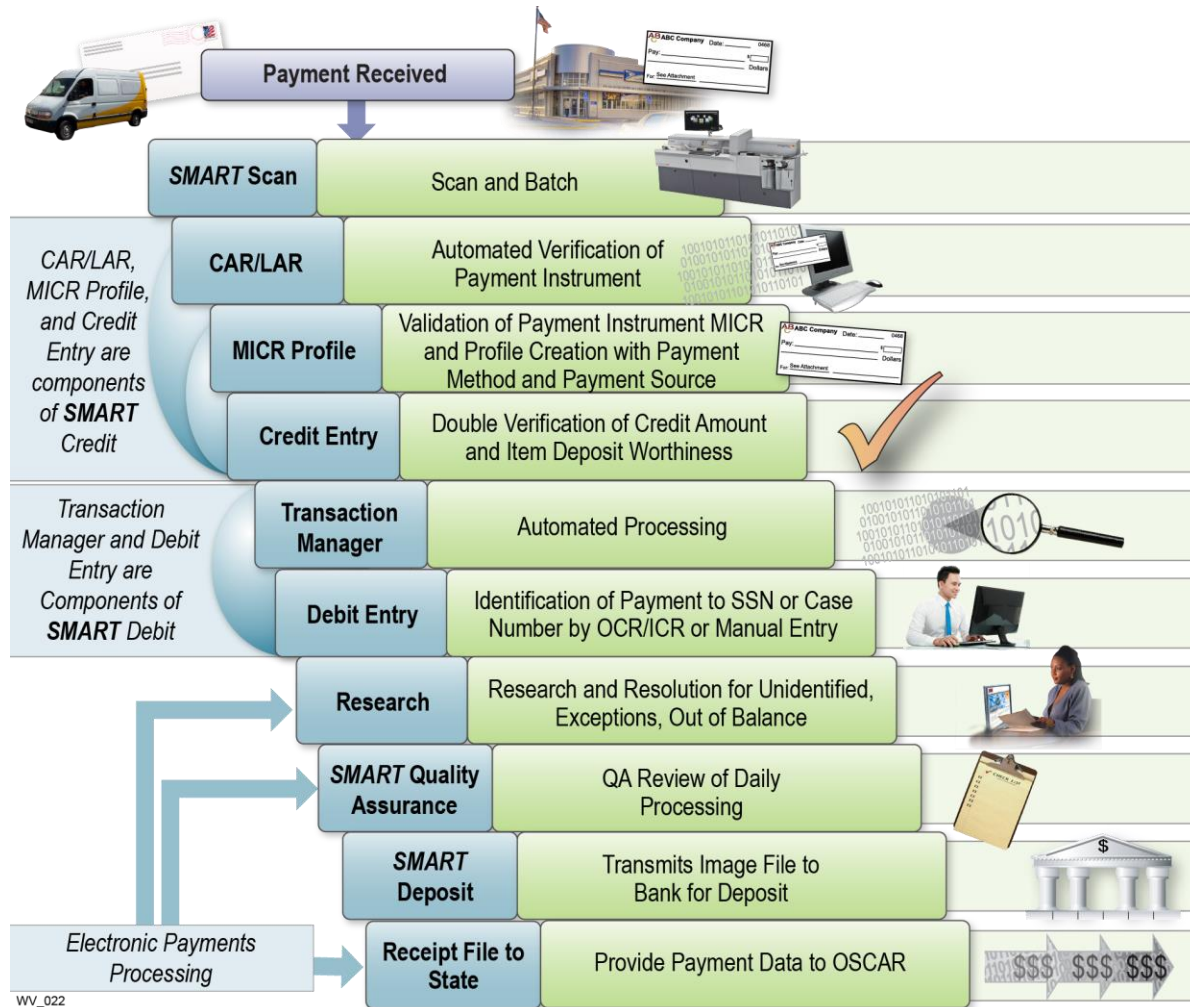 Payment Received
ABC Company Date: 0468
Pay:
$
Dollars
For See Attachment
SMART Scan
Scan and Batch
CAR/LAR,
MICR Profile,
and Credit
Entry are
components
of SMART
Credit
CAR/LAR
Automated Verification of
Payment Instrument
MICR Profile
Validation of Payment Instrument MICR
and Profile Creation with Payment
Method and Payment Source
ABC Company Date: 0468
Pay:
$
Dollars
For See Attachment
Credit Entry
Double Verification of Credit Amount
and Item Deposit Worthiness
Transaction
Manager and Debit
Entry are
Components of
SMART Debit
Transaction
Manager
Automated Processing
Debit Entry
Identification of Payment to SSN or Case
Number by OCR/ICR or Manual Entry
Research
Research and Resolution for Unidentified,
Exceptions, Out of Balance
SMART Quality
Assurance
QA Review of Daily
Processing
CHECK LIST
SMART
Deposit
Transmits Image File to
Bank for Deposit
$
Electronic Payments
Processing
Receipt File to
State
Provide Payment Data to OSCAR
$$$ $$$ $$$
WV_022